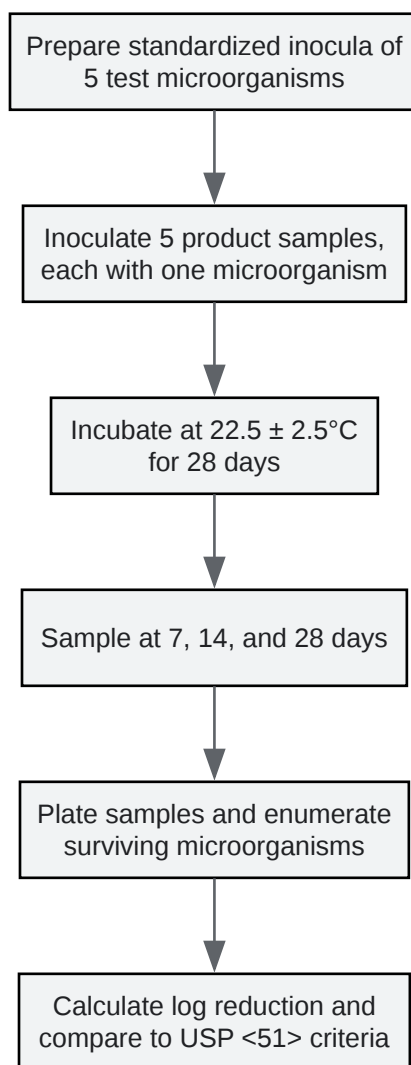 Prepare standardized inocula of
5 test microorganisms
Inoculate 5 product samples,
each with one microorganism
Incubate at 22.5 ± 2.5°C
for 28 days
Sample at 7, 14, and 28 days
Plate samples and enumerate
surviving microorganisms
Calculate log reduction and
compare to USP <51> criteria